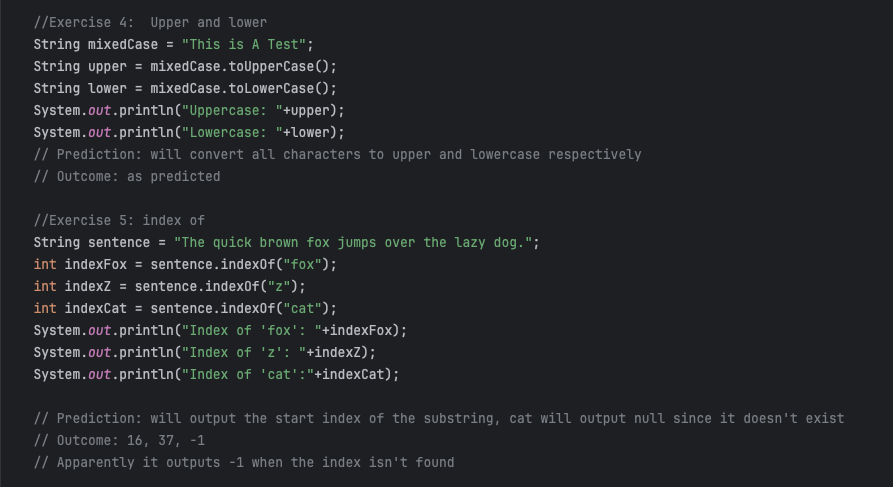 //Exercise 4:  Upper and lower
String mixedCase = "This is A Test";
String upper = mixedCase.toUpperCase();
String lower = mixedCase.toLowerCase();
System.out.println("Uppercase: "+upper);
System.out.println("Lowercase: "+lower);
// Prediction: will convert all characters to upper and lowercase respectively
// Outcome: as predicted

//Exercise 5: index of
String sentence = "The quick brown fox jumps over the lazy dog.";
int indexFox = sentence.indexOf("fox");
int indexZ = sentence.indexOf("z");
int indexCat = sentence.indexOf("cat");
System.out.println("Index of 'fox': "+indexFox);
System.out.println("Index of 'z': "+indexZ);
System.out.println("Index of 'cat':"+indexCat);

// Prediction: will output the start index of the substring, cat will output null since it doesn't exist
// Outcome: 16, 37, -1
// Apparently it outputs -1 when the index isn't found